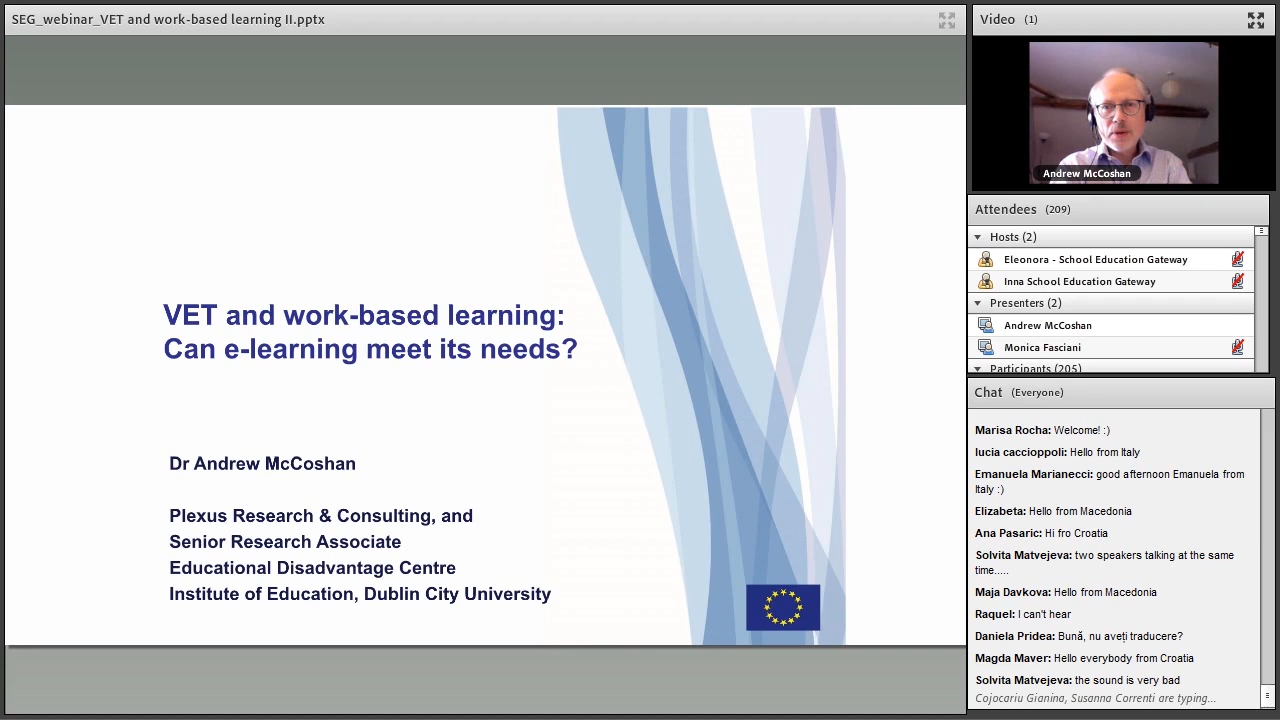 SEG_webinar_VET and work-based learning II.pptx
VET and work-based learning:
Can e-learning meet its needs?
Dr Andrew McCoshan
Plexus Research & Consulting, and
Senior Research Associate
Educational Disadvantage Centre
Institute of Education, Dublin City University
Video (1)
Andrew McCoshan
Attendees (209)
Hosts (2)
Eleonora - School Education Gateway
Inna School Education Gateway
Presenters (2)
Andrew McCoshan
Monica Fasciani
Participants (205)
Chat (Everyone)
Marisa Rocha: Welcome! :)
lucia caccioppoli: Hello from Italy
Emanuela Marianecci: good afternoon Emanuela from
Italy :)
Elizabeta: Hello from Macedonia
Ana Pasaric: Hi fro Croatia
Solvita Matvejeva: two speakers talking at the same
time.....
Maja Davkova: Hello from Macedonia
Raquel: I can't hear
Daniela Pridea: Bună, nu aveți traducere?
Magda Maver: Hello everybody from Croatia
Solvita Matvejeva: the sound is very bad
Cojocariu Gianina, Susanna Correnti are typing...